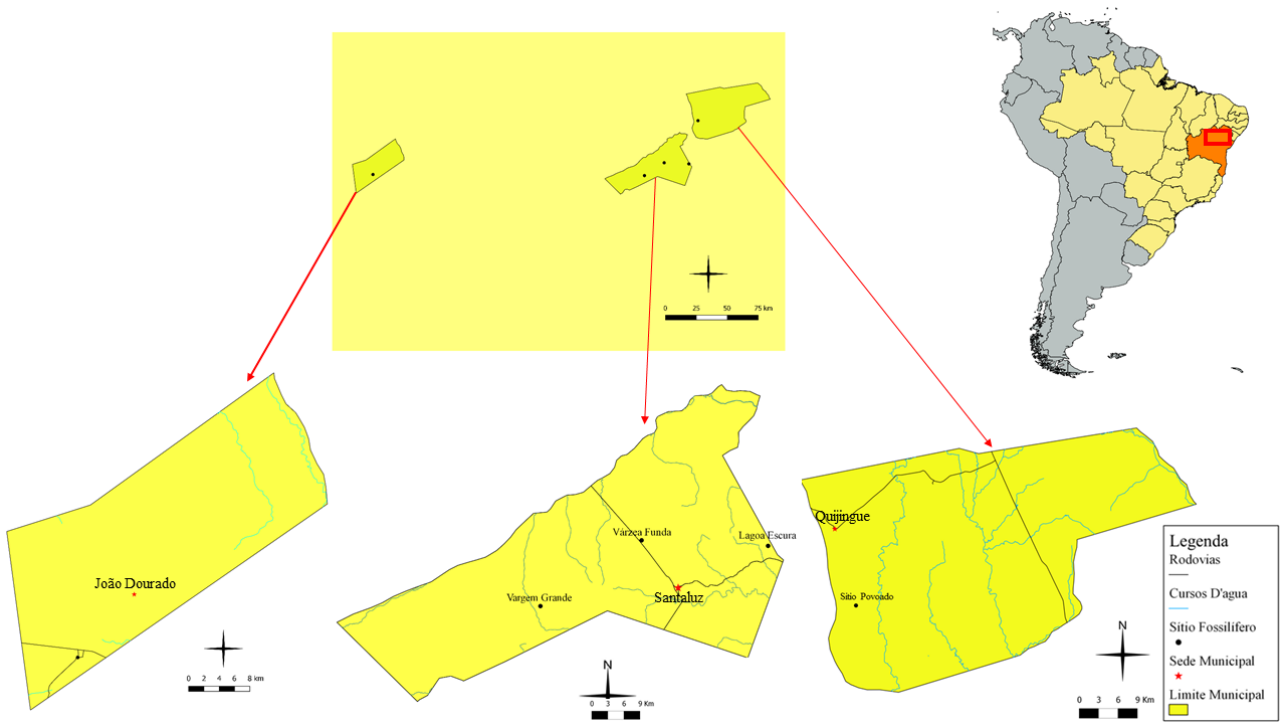 0 25 50 75 km
João Dourado
0 2 4 6 8 km
Várzea Funda
Lagoa Escura
Vargem Grande
Santaluz
N
0 3 6 9 Km
Quijingue
Sitio Povoado
N
0 3 6 9 Km
Legenda
Rodovias
Cursos D'agua
Sitio Fossilifero
Sede Municipal
Limite Municipal